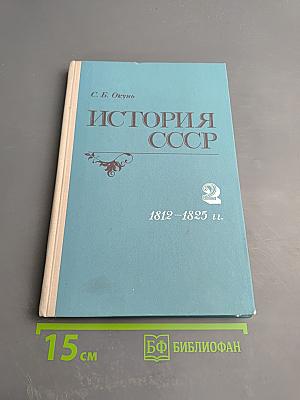 С. Б. Окунь
ИСТОРИЯ
СССР
2
1812–1825 гг.
15 см
БФ БИБЛИОФАН